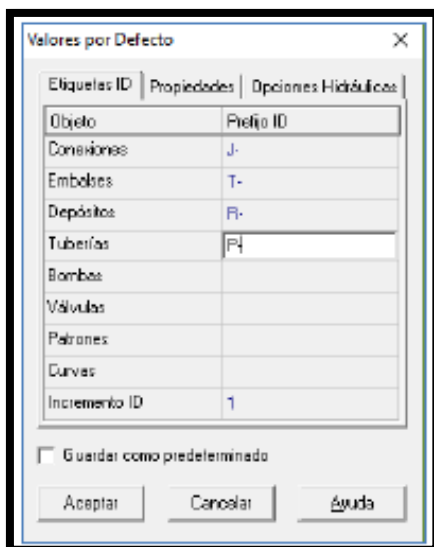 Valores por Defecto
Etiquetas ID Propiedades Opciones Hidráulicas
Objeto Prefijo ID
Conexiones J-
Embalses T-
Depósitos R-
Tuberías P-
Bombas
Válvulas
Patrones
Curvas
Incremento ID 1
Guardar como predeterminado
Aceptar Cancelar Ayuda